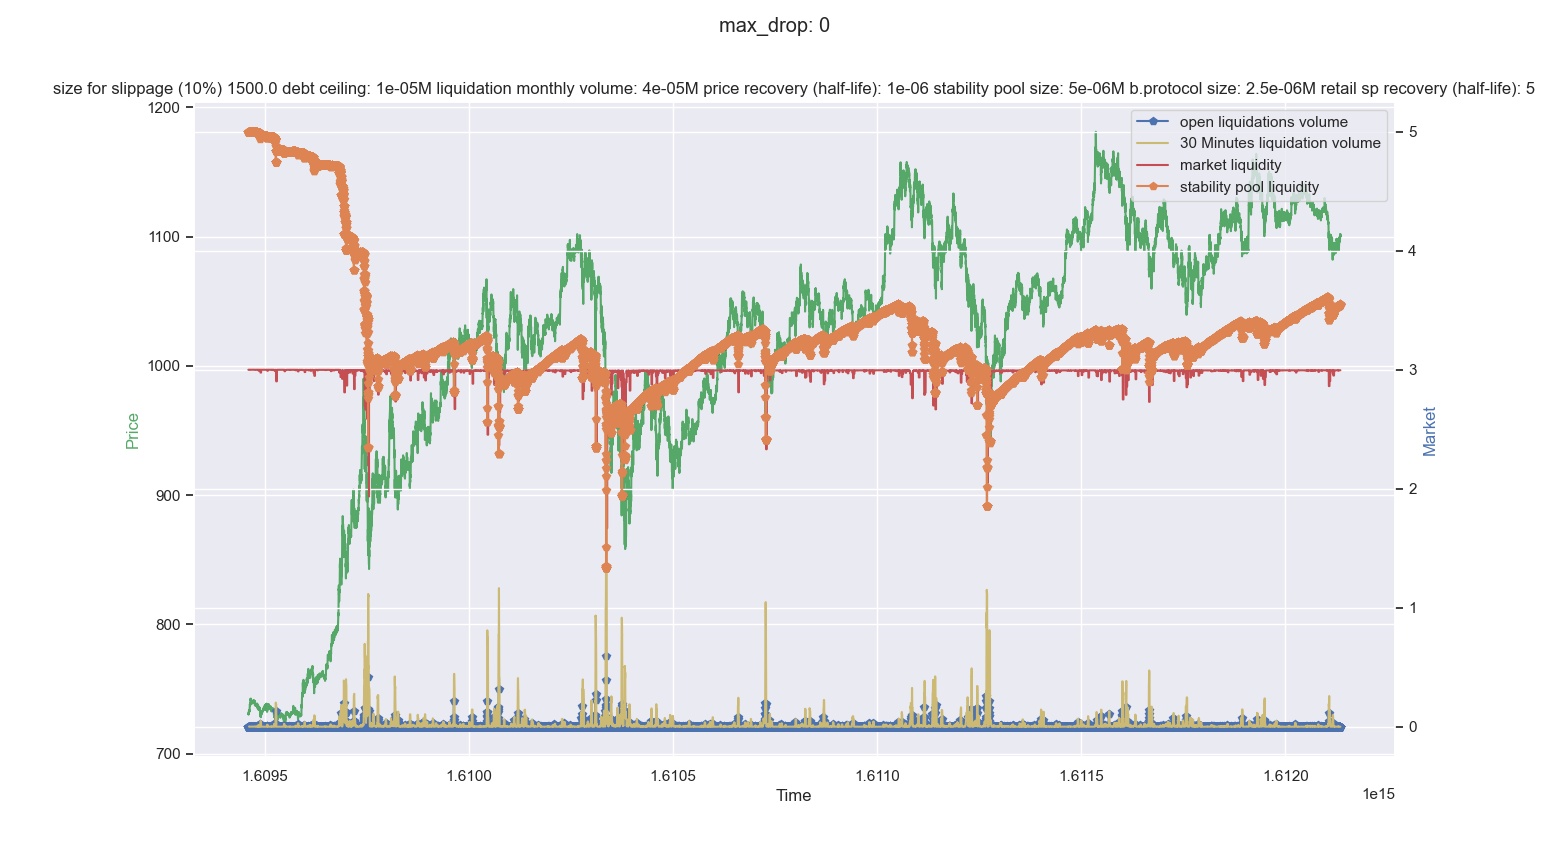 max_drop: 0
size for slippage (10%) 1500.0 debt ceiling: 1e-05M liquidation monthly volume: 4e-05M price recovery (half-life): 1e-06 stability pool size: 5e-06M b.protocol size: 2.5e-06M retail sp recovery (half-life): 5
1200
1100
1000
900
800
700
Price
open liquidations volume
30 Minutes liquidation volume
market liquidity
stability pool liquidity
5
4
3
2
1
0
Market
1.6095
1.6100
1.6105
1.6110
1.6115
1.6120
Time
1e15